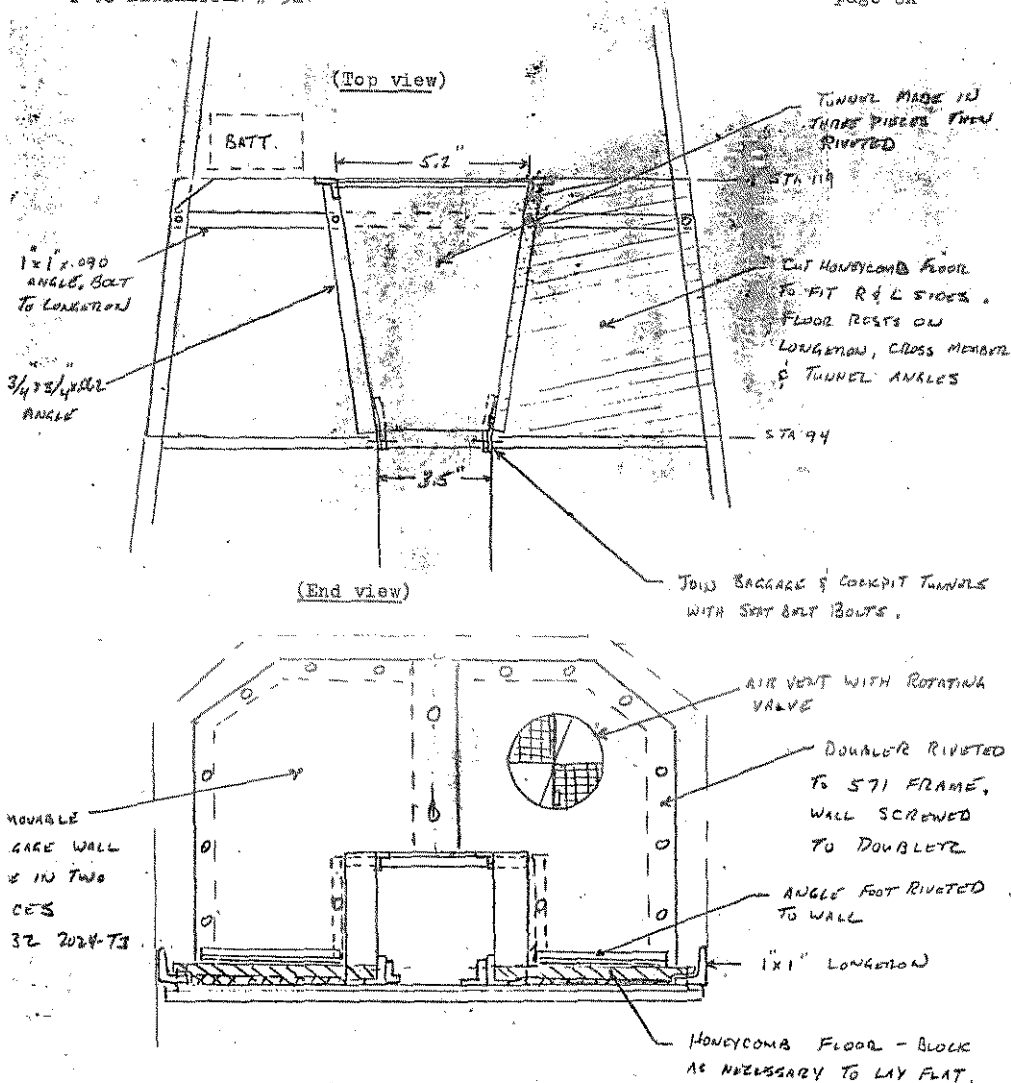 (Top view)
BATT.
5.2"
TUNNEL MADE IN
THREE PIECES THEN
RIVETED
STA 119
1"x1"x.090
ANGLE, BOLT
TO LONGERON
CUT HONEYCOMB FLOOR
TO FIT R & L SIDES.
FLOOR RESTS ON
LONGERON, CROSS MEMBER
& TUNNEL ANGLES
ANGLE
STA 94
3.5"
JOIN BAGGAGE & COCKPIT TUNNELS
WITH SEAT BELT BOLTS.
(End view)
AIR VENT WITH ROTATING
VALVE
DOUBLER RIVETED
TO 571 FRAME,
WALL SCREWED
TO DOUBLER
MOVABLE
GAGE WALL
E IN TWO
CES
32 2024-T3
ANGLE FOOT RIVETED
TO WALL
1"x1" LONGERON
HONEYCOMB FLOOR - BLOCK
AS NECESSARY TO LAY FLAT.